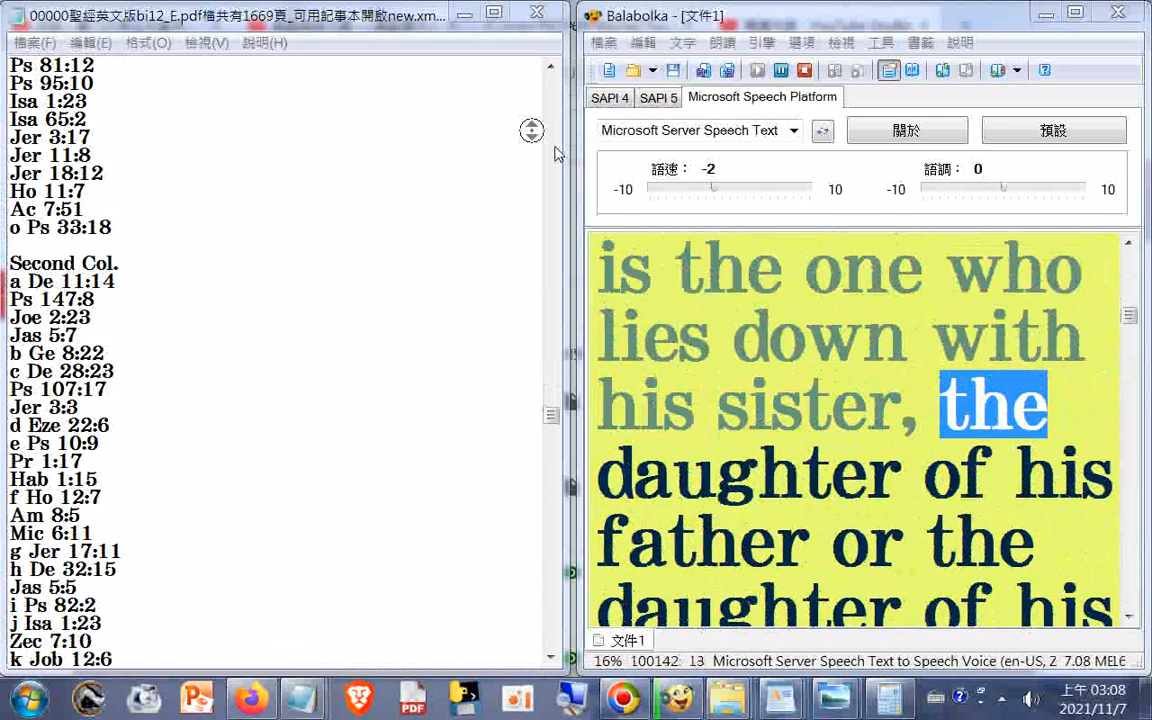 00000聖經英文版bi12_E.pdf檔共有1669頁_可用記事本開啟new.xm...
檔案(F) 編輯(E) 格式(O) 檢視(V) 說明(H)
Ps 81:12
Ps 95:10
Isa 1:23
Isa 65:2
Jer 3:17
Jer 11:8
Jer 18:12
Ho 11:7
Ac 7:51
o Ps 33:18
Second Col.
a De 11:14
Ps 147:8
Joe 2:23
Jas 5:7
b Ge 8:22
c De 28:23
Ps 107:17
Jer 3:3
d Eze 22:6
e Ps 10:9
Pr 1:17
Hab 1:15
f Ho 12:7
Am 8:5
Mic 6:11
g Jer 17:11
h De 32:15
Jas 5:5
i Ps 82:2
j Isa 1:23
Zec 7:10
k Job 12:6
Balabolka - [文件1]
檔案 編輯 文字 朗讀 引擎 選項 檢視 工具 書籤 說明
SAPI 4 SAPI 5 Microsoft Speech Platform
Microsoft Server Speech Text 關於 預設
語速： -2 語調： 0
-10 10 -10 10
is the one who
lies down with
his sister, the
daughter of his
father or the
daughter of his
文件1
16% 100142: 13 Microsoft Server Speech Text to Speech Voice (en-US, Z 7.08 МБ
PDF
上午 03:08
2021/11/7